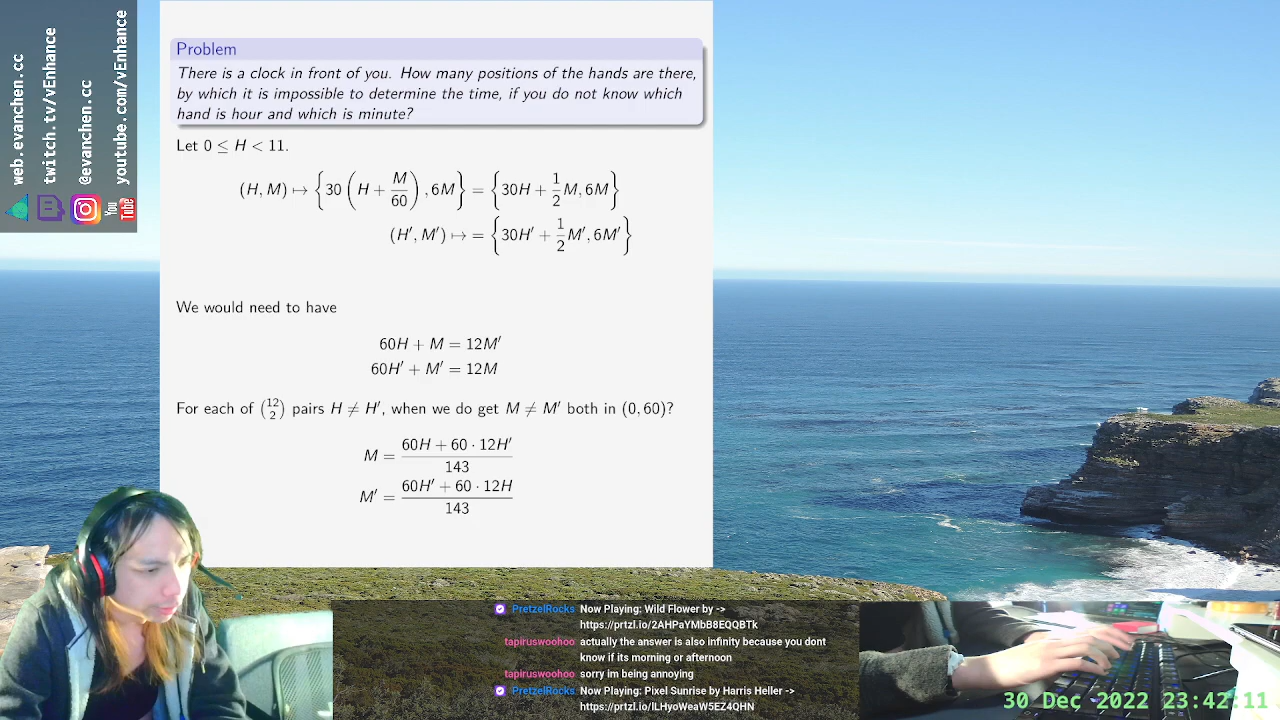 web.evanchen.cc
twitch.tv/vEnhance
@evanchen.cc
youtube.com/vEnhance
You
Tube
Problem
There is a clock in front of you. How many positions of the hands are there,
by which it is impossible to determine the time, if you do not know which
hand is hour and which is minute?
Let 0 ≤ H < 11.
(H, M) ↦ {30 (H + M/60), 6M} = {30H + 1/2 M, 6M}
(H′, M′) ↦ = {30H′ + 1/2 M′, 6M′}
We would need to have
60H + M = 12M′
60H′ + M′ = 12M
For each of (12 2) pairs H ≠ H′, when we do get M ≠ M′ both in (0, 60)?
M = 60H + 60 · 12H′ / 143
M′ = 60H′ + 60 · 12H / 143
PretzelRocks Now Playing: Wild Flower by ->
https://prtzl.io/2AHPaYMbB8EQQBTk
tapiruswoohoo actually the answer is also infinity because you dont
know if its morning or afternoon
tapiruswoohoo sorry im being annoying
PretzelRocks Now Playing: Pixel Sunrise by Harris Heller ->
https://prtzl.io/lLHyoWeaW5EZ4QHN
30 Dec 2022 23:42:11